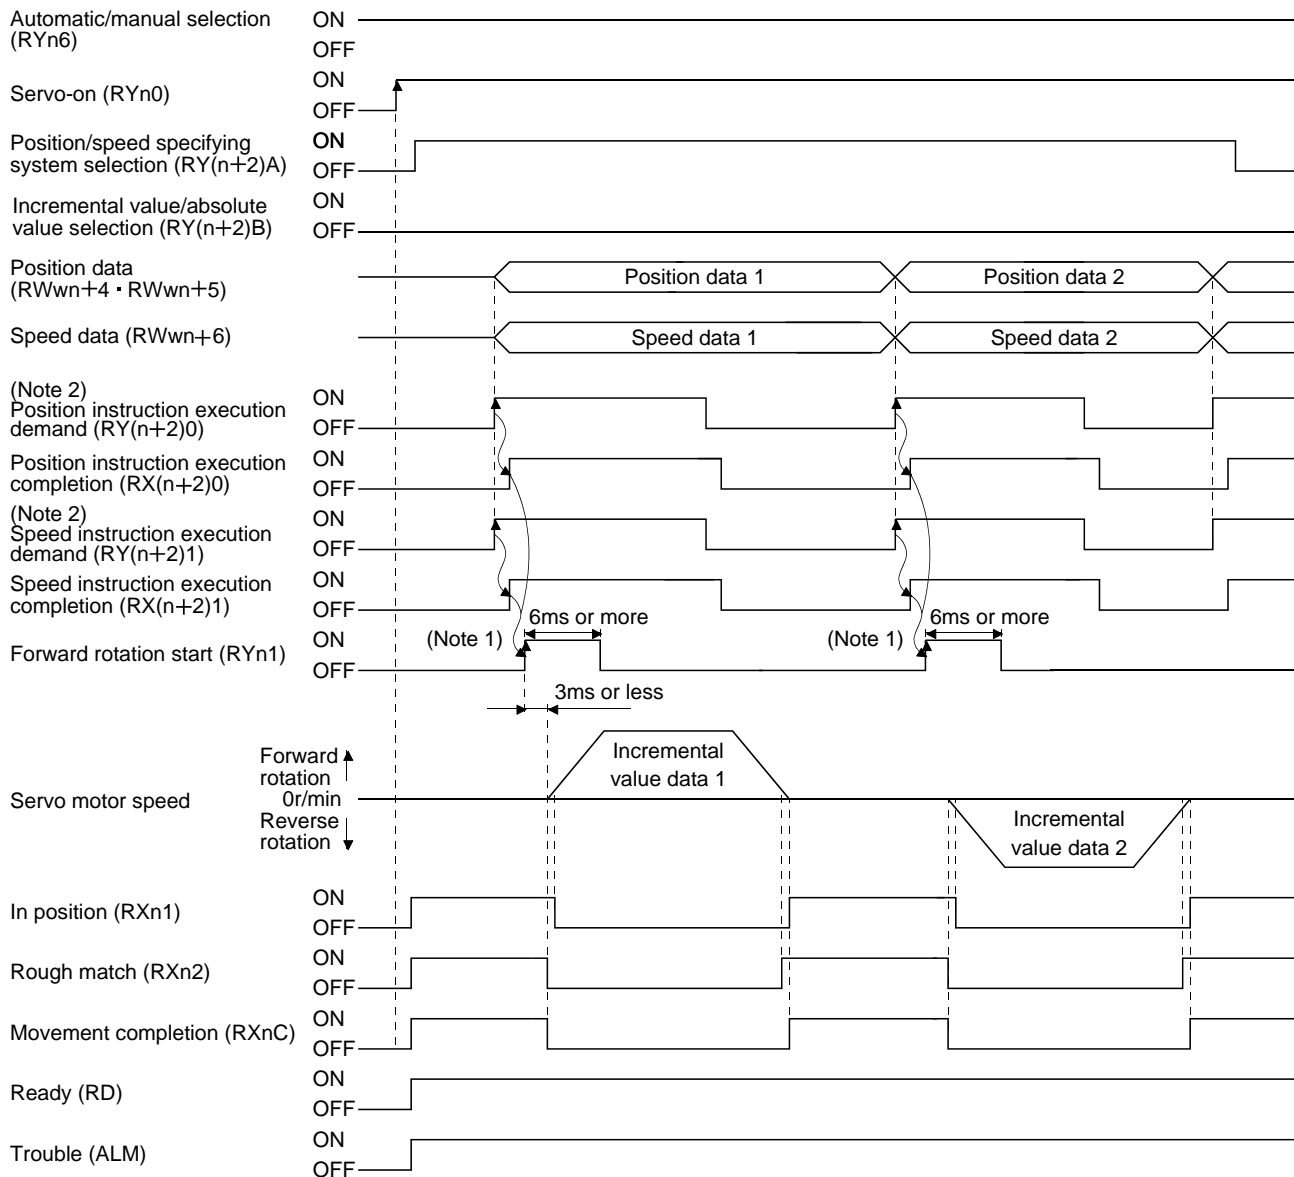 Automatic/manual selection
(RYn6)
ON
OFF
Servo-on (RYn0)
ON
OFF
Position/speed specifying
system selection (RY(n+2)A)
ON
OFF
Incremental value/absolute
value selection (RY(n+2)B)
ON
OFF
Position data
(RWwn+4 · RWwn+5)
Position data 1
Position data 2
Speed data (RWwn+6)
Speed data 1
Speed data 2
(Note 2)
Position instruction execution
demand (RY(n+2)0)
ON
OFF
Position instruction execution
completion (RX(n+2)0)
ON
OFF
(Note 2)
Speed instruction execution
demand (RY(n+2)1)
ON
OFF
Speed instruction execution
completion (RX(n+2)1)
ON
OFF
6ms or more
6ms or more
Forward rotation start (RYn1)
ON
OFF
(Note 1)
(Note 1)
3ms or less
Servo motor speed
Forward
rotation
0r/min
Reverse
rotation
Incremental
value data 1
Incremental
value data 2
In position (RXn1)
ON
OFF
Rough match (RXn2)
ON
OFF
Movement completion (RXnC)
ON
OFF
Ready (RD)
ON
OFF
Trouble (ALM)
ON
OFF